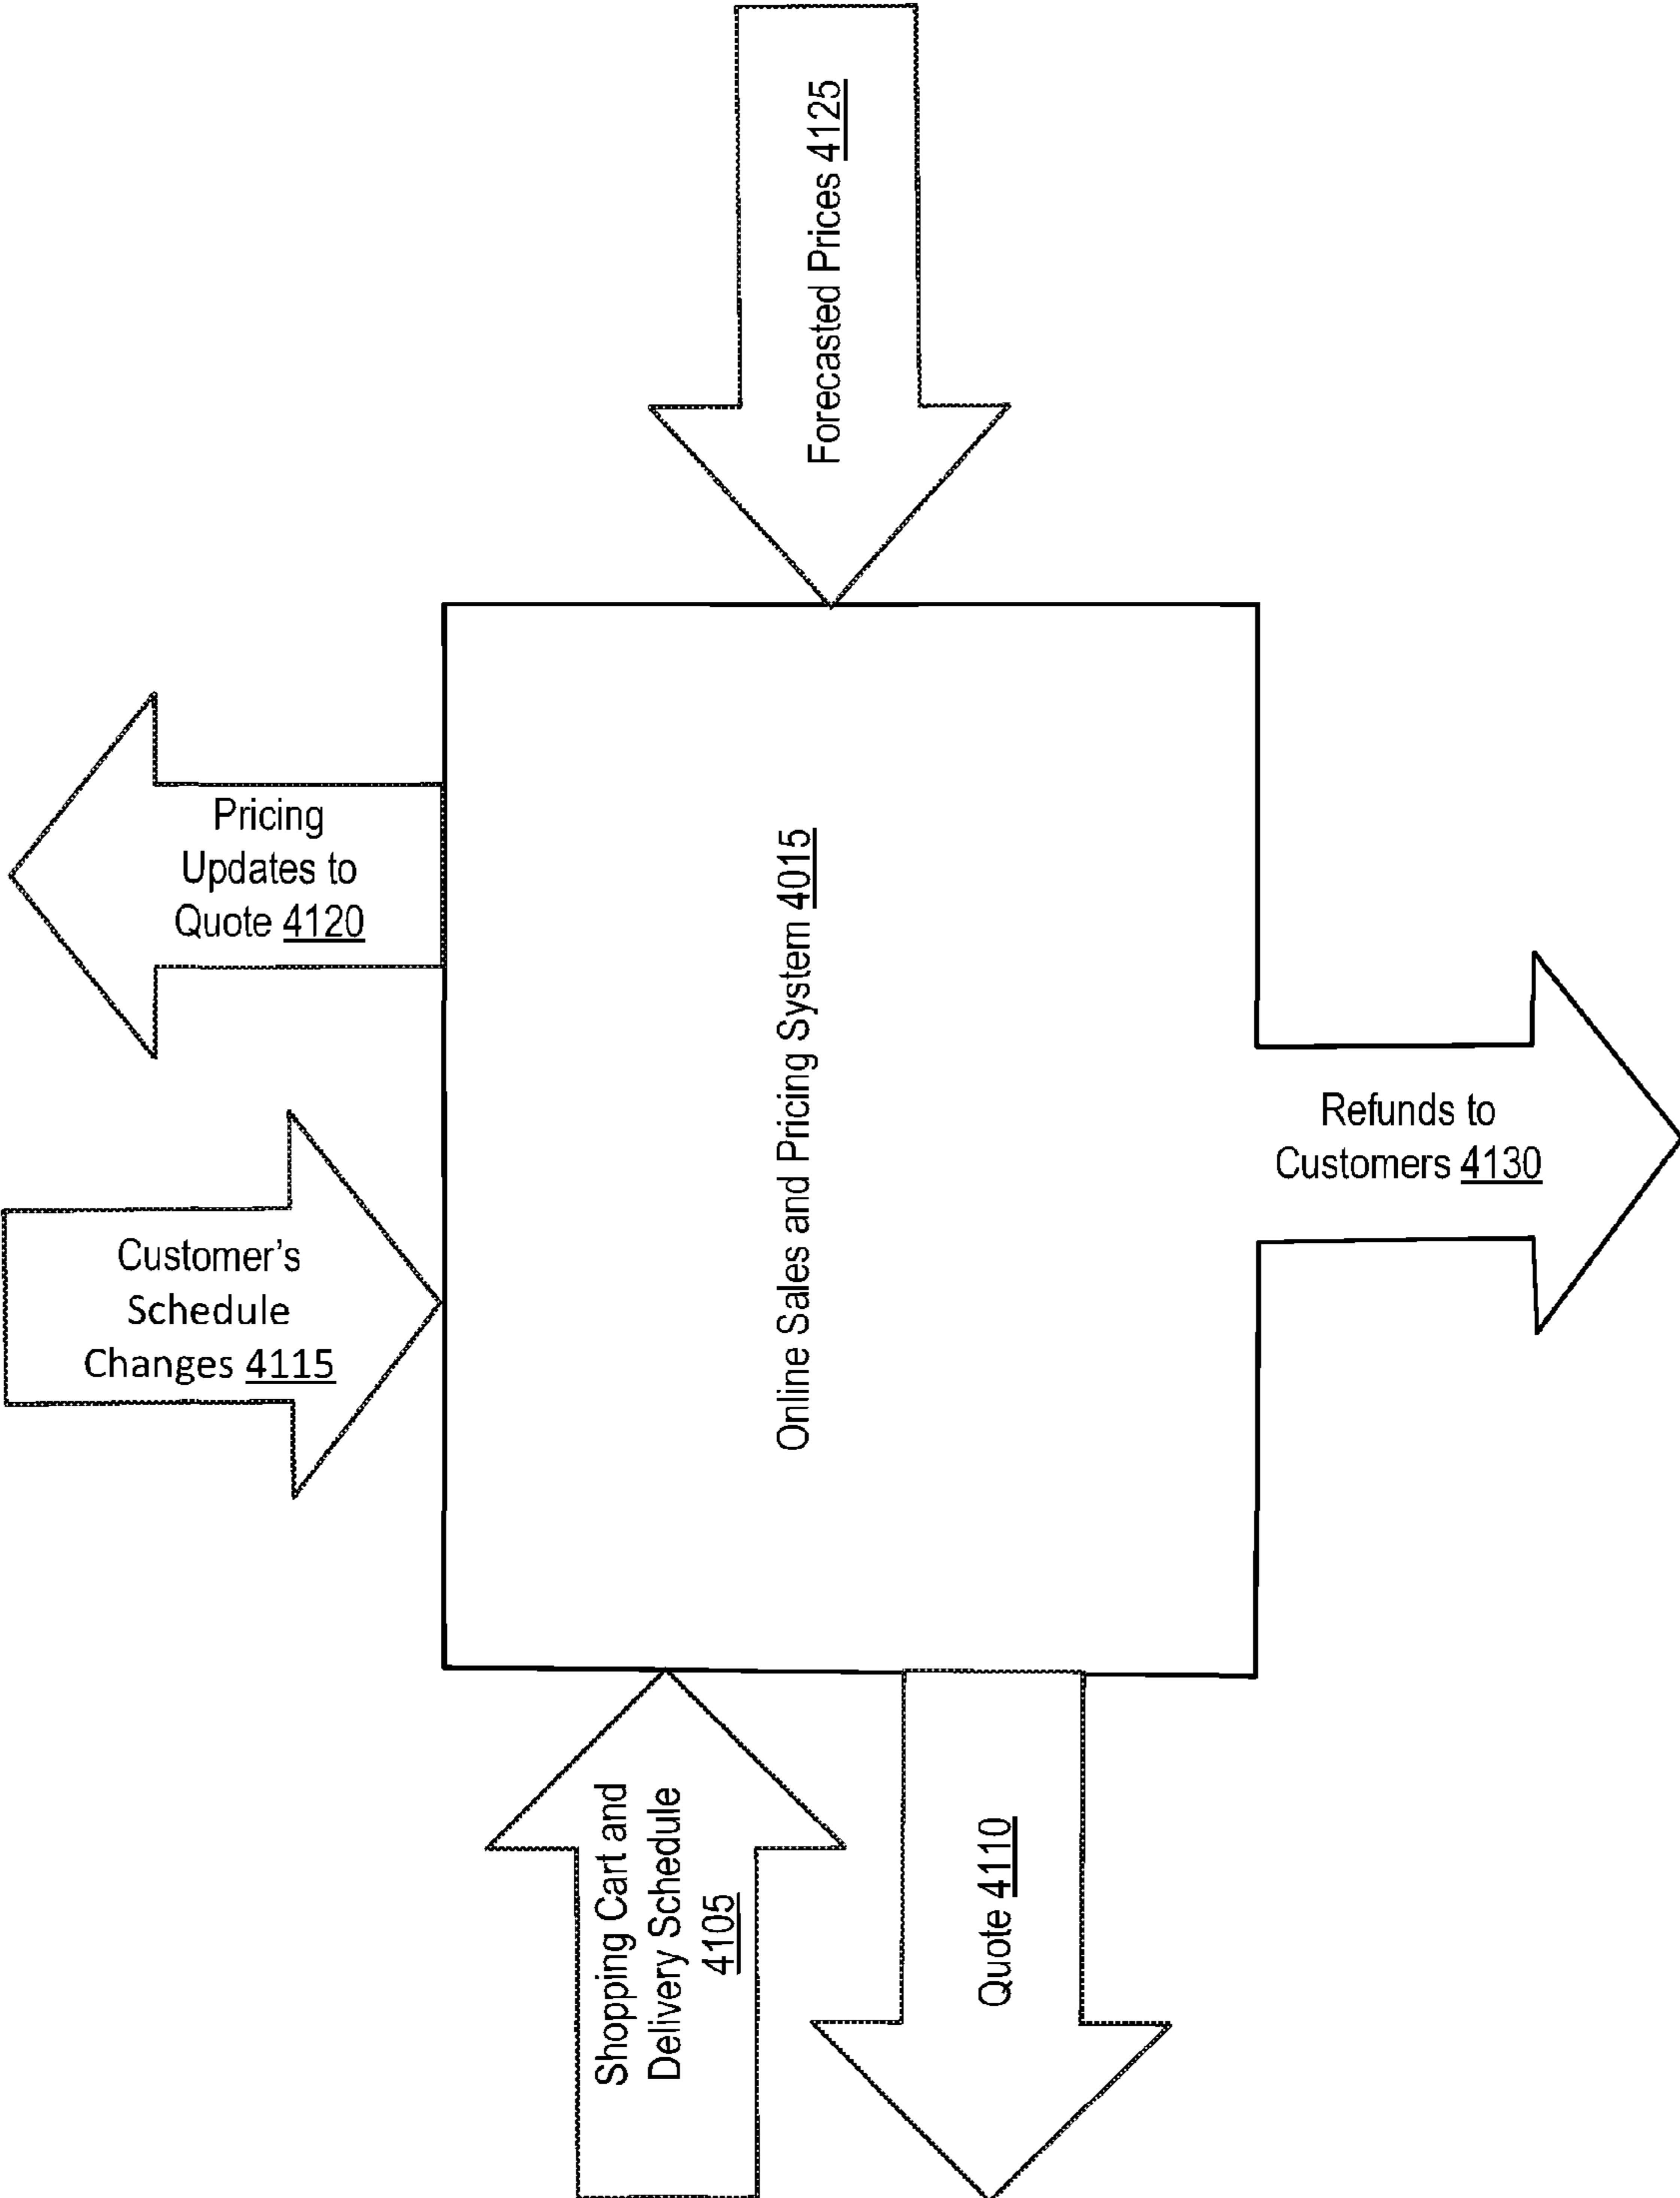 Forecasted Prices 4125
Pricing
Updates to
Quote 4120
Online Sales and Pricing System 4015
Refunds to
Customers 4130
Customer’s
Schedule
Changes 4115
Shopping Cart and
Delivery Schedule
4105
Quote 4110